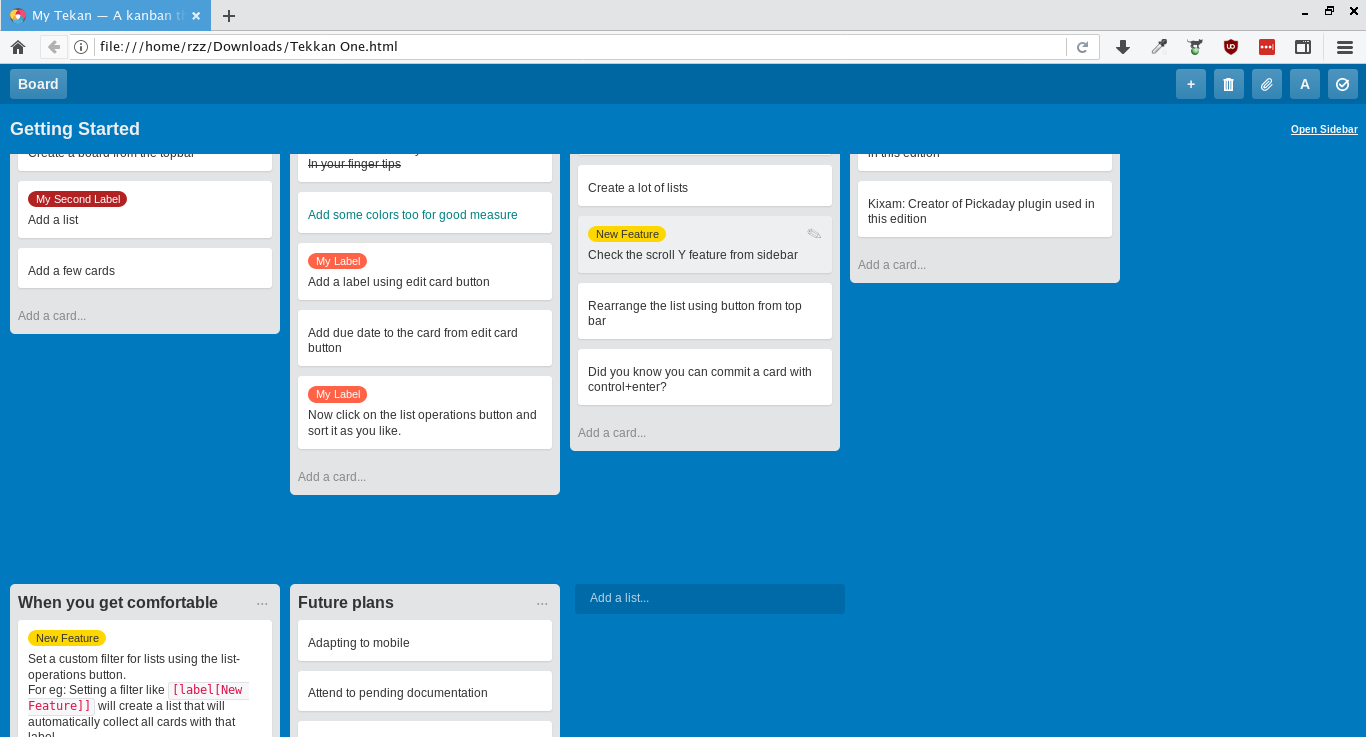 My Tekan — A kanban t
file:///home/rzz/Downloads/Tekkan One.html
Board
+
A
Getting Started
Open Sidebar
Create a board from the topbar
My Second Label
Add a list
Add a few cards
Add a card...
In your finger tips
Add some colors too for good measure
My Label
Add a label using edit card button
Add due date to the card from edit card
button
My Label
Now click on the list operations button and
sort it as you like.
Add a card...
Create a lot of lists
New Feature
Check the scroll Y feature from sidebar
Rearrange the list using button from top
bar
Did you know you can commit a card with
control+enter?
Add a card...
in this edition
Kixam: Creator of Pickaday plugin used in
this edition
Add a card...
When you get comfortable
...
New Feature
Set a custom filter for lists using the list-
operations button.
For eg: Setting a filter like [label[New
Feature]] will create a list that will
automatically collect all cards with that
label
Future plans
...
Adapting to mobile
Attend to pending documentation
Add a list...